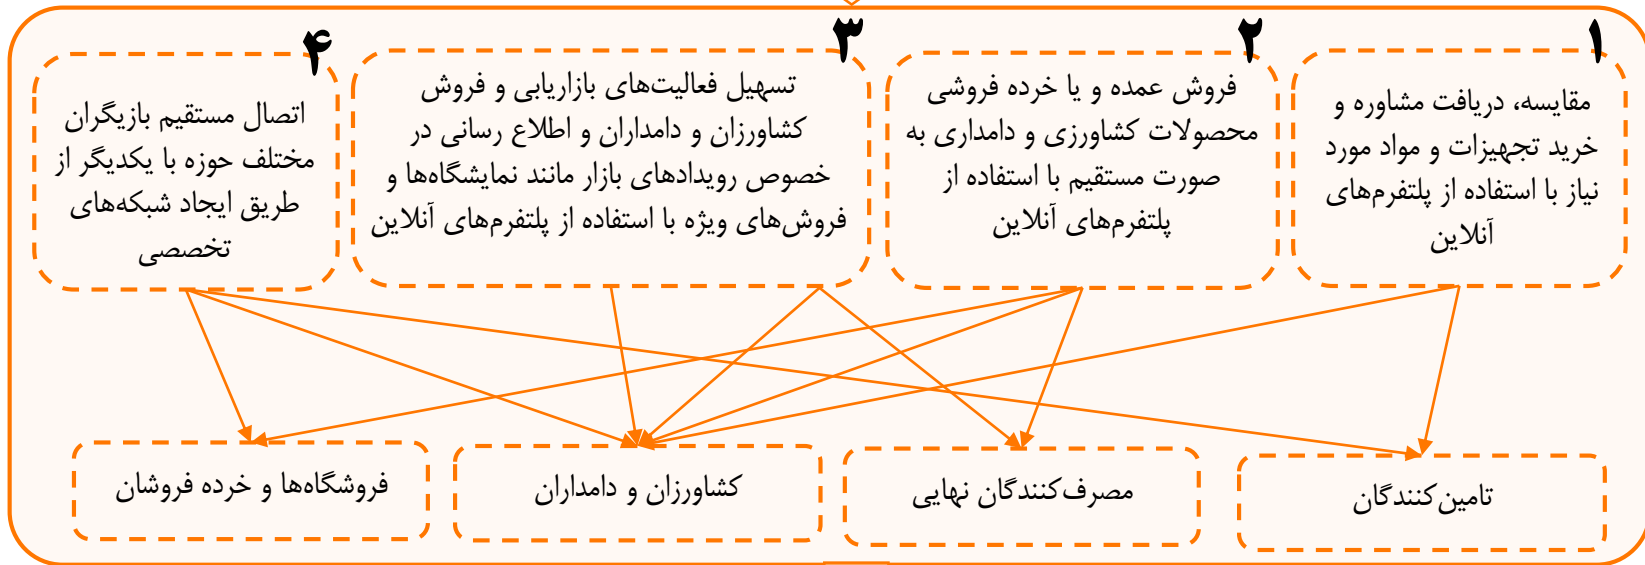 ۱
مقایسه، دریافت مشاوره و
خرید تجهیزات و مواد مورد
نیاز با استفاده از پلتفرم‌های
آنلاین
۲
فروش عمده و یا خرده فروشی
محصولات کشاورزی و دامداری به
صورت مستقیم با استفاده از
پلتفرم‌های آنلاین
۳
تسهیل فعالیت‌های بازاریابی و فروش
کشاورزان و دامداران و اطلاع رسانی در
خصوص رویدادهای بازار مانند نمایشگاه‌ها و
فروش‌های ویژه با استفاده از پلتفرم‌های آنلاین
۴
اتصال مستقیم بازیگران
مختلف حوزه با یکدیگر از
طریق ایجاد شبکه‌های
تخصصی
تامین‌کنندگان
مصرف‌کنندگان نهایی
کشاورزان و دامداران
فروشگاه‌ها و خرده فروشان